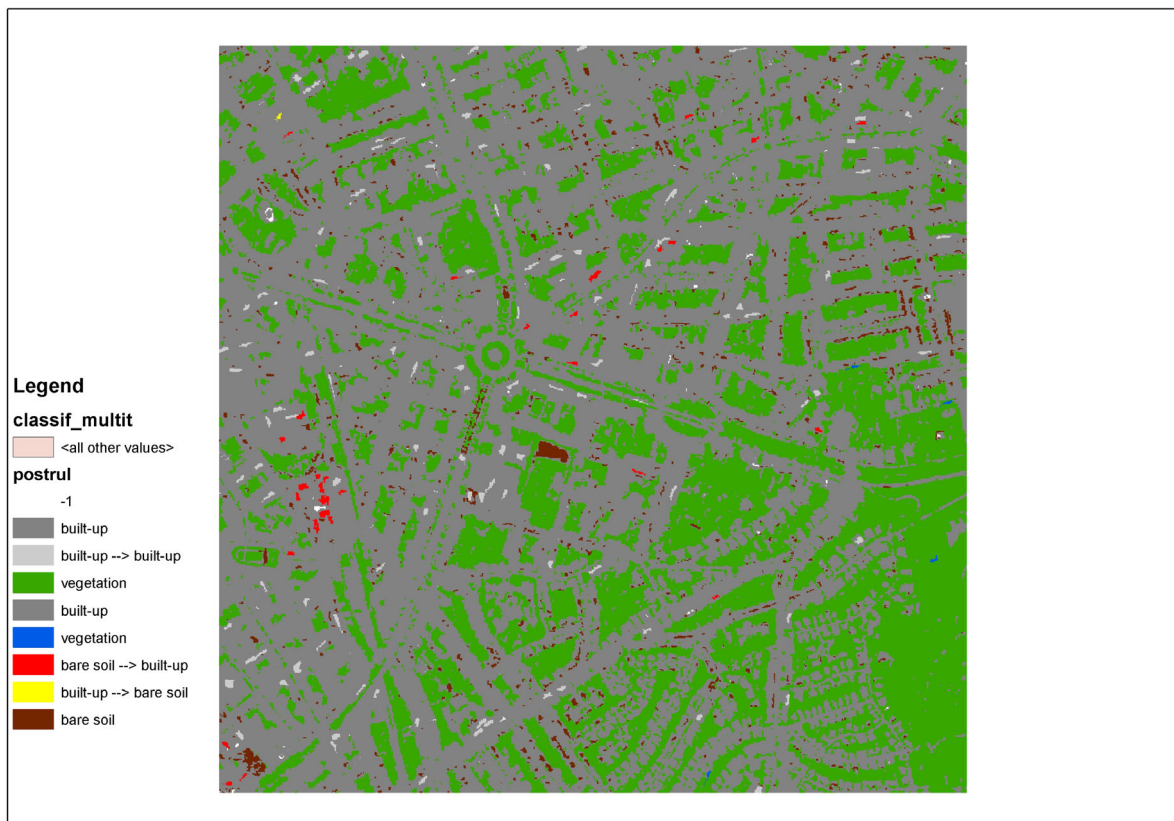 Legend
classif_multit
<all other values>
postrul
-1
built-up
built-up --> built-up
vegetation
built-up
vegetation
bare soil --> built-up
built-up --> bare soil
bare soil